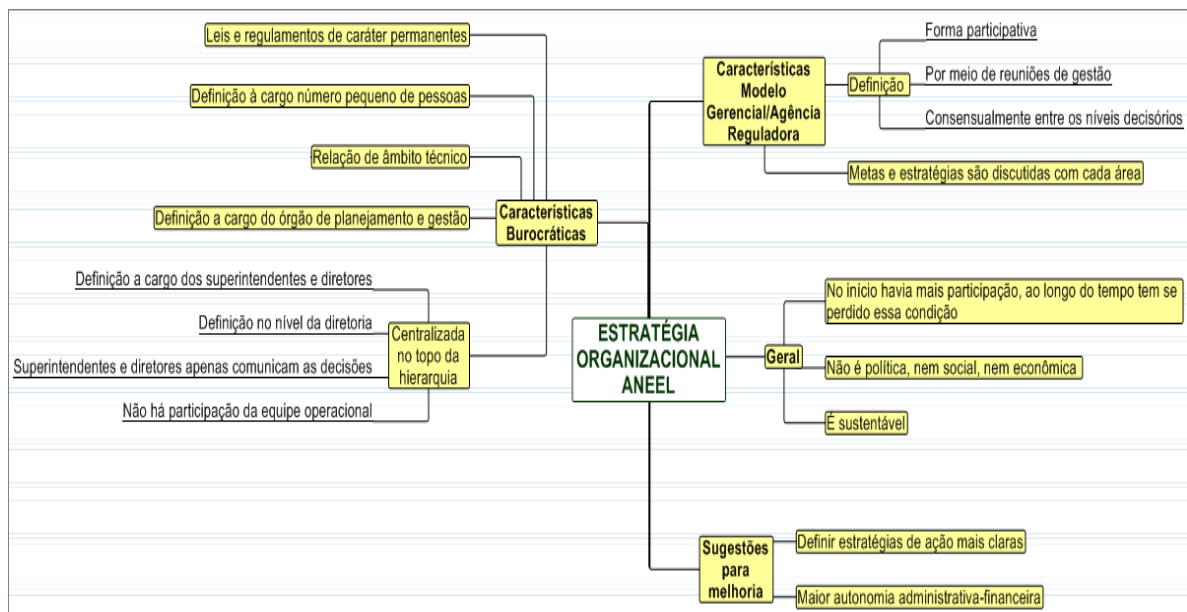 ESTRATÉGIA
ORGANIZACIONAL
ANEEL
Características
Modelo
Gerencial/Agência
Reguladora
Definição
Forma participativa
Por meio de reuniões de gestão
Consensualmente entre os níveis decisórios
Metas e estratégias são discutidas com cada área
Geral
No início havia mais participação, ao longo do tempo tem se
perdido essa condição
Não é política, nem social, nem econômica
É sustentável
Sugestões
para
melhoria
Definir estratégias de ação mais claras
Maior autonomia administrativa-financeira
Características
Burocráticas
Leis e regulamentos de caráter permanentes
Definição à cargo número pequeno de pessoas
Relação de âmbito técnico
Definição a cargo do órgão de planejamento e gestão
Centralizada
no topo da
hierarquia
Definição a cargo dos superintendentes e diretores
Definição no nível da diretoria
Superintendentes e diretores apenas comunicam as decisões
Não há participação da equipe operacional